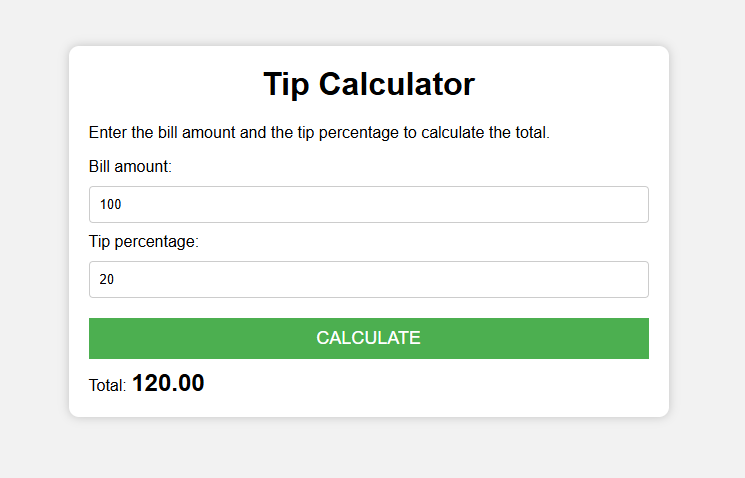 Tip Calculator
Enter the bill amount and the tip percentage to calculate the total.
Bill amount:
100
Tip percentage:
20
CALCULATE
Total: 120.00